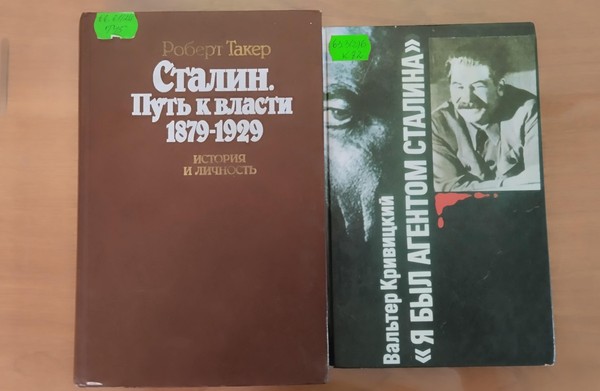 Роберт Такер
Сталин.
Путь к власти
1879-1929
ИСТОРИЯ
И ЛИЧНОСТЬ
Вальтер Кривицкий
«Я БЫЛ АГЕНТОМ СТАЛИНА»